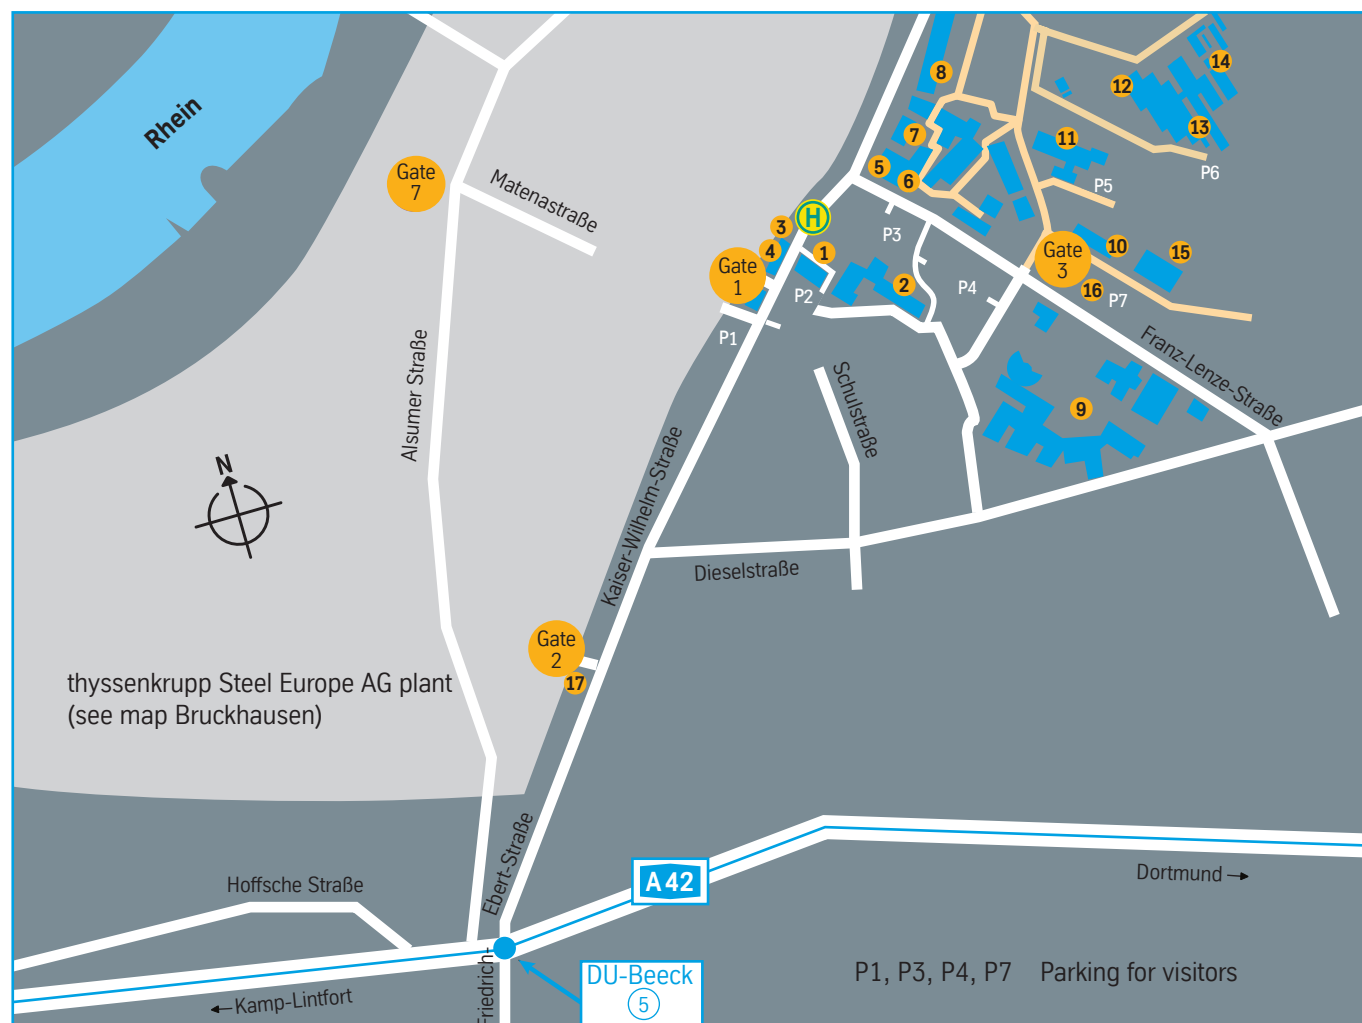 Rhein
8
12
14
7
13
11
Gate
7
5
6
P6
P5
Matenastraße
H
3
P3
4
1
Gate
1
Gate
3
10
15
2
P4
16
P7
P2
P1
Franz-Lenze-Straße
Alsumer Straße
Schulstraße
9
N
Kaiser-Wilhelm-Straße
Dieselstraße
Gate
2
17
thyssenkrupp Steel Europe AG plant
(see map Bruckhausen)
Friedrich-
Ebert-Straße
A 42
Dortmund →
Hoffsche Straße
DU-Beeck
5
P1, P3, P4, P7 Parking for visitors
← Kamp-Lintfort